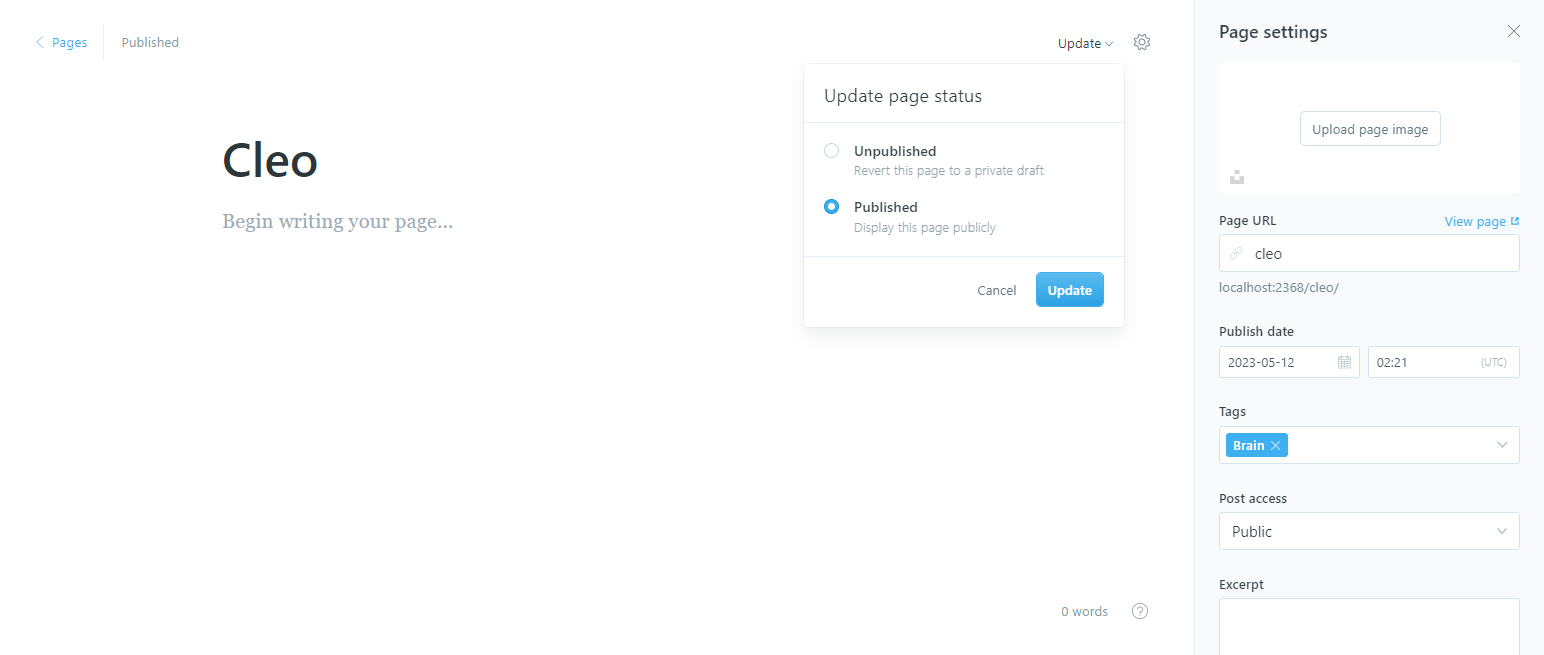 Pages
Published
Update
Update page status
Unpublished
Revert this page to a private draft
Published
Display this page publicly
Cancel
Update
Cleo
Begin writing your page...
0 words
?
Page settings
Upload page image
Page URL
View page
cleo
localhost:2368/cleo/
Publish date
2023-05-12
02:21 (UTC)
Tags
Brain
Post access
Public
Excerpt